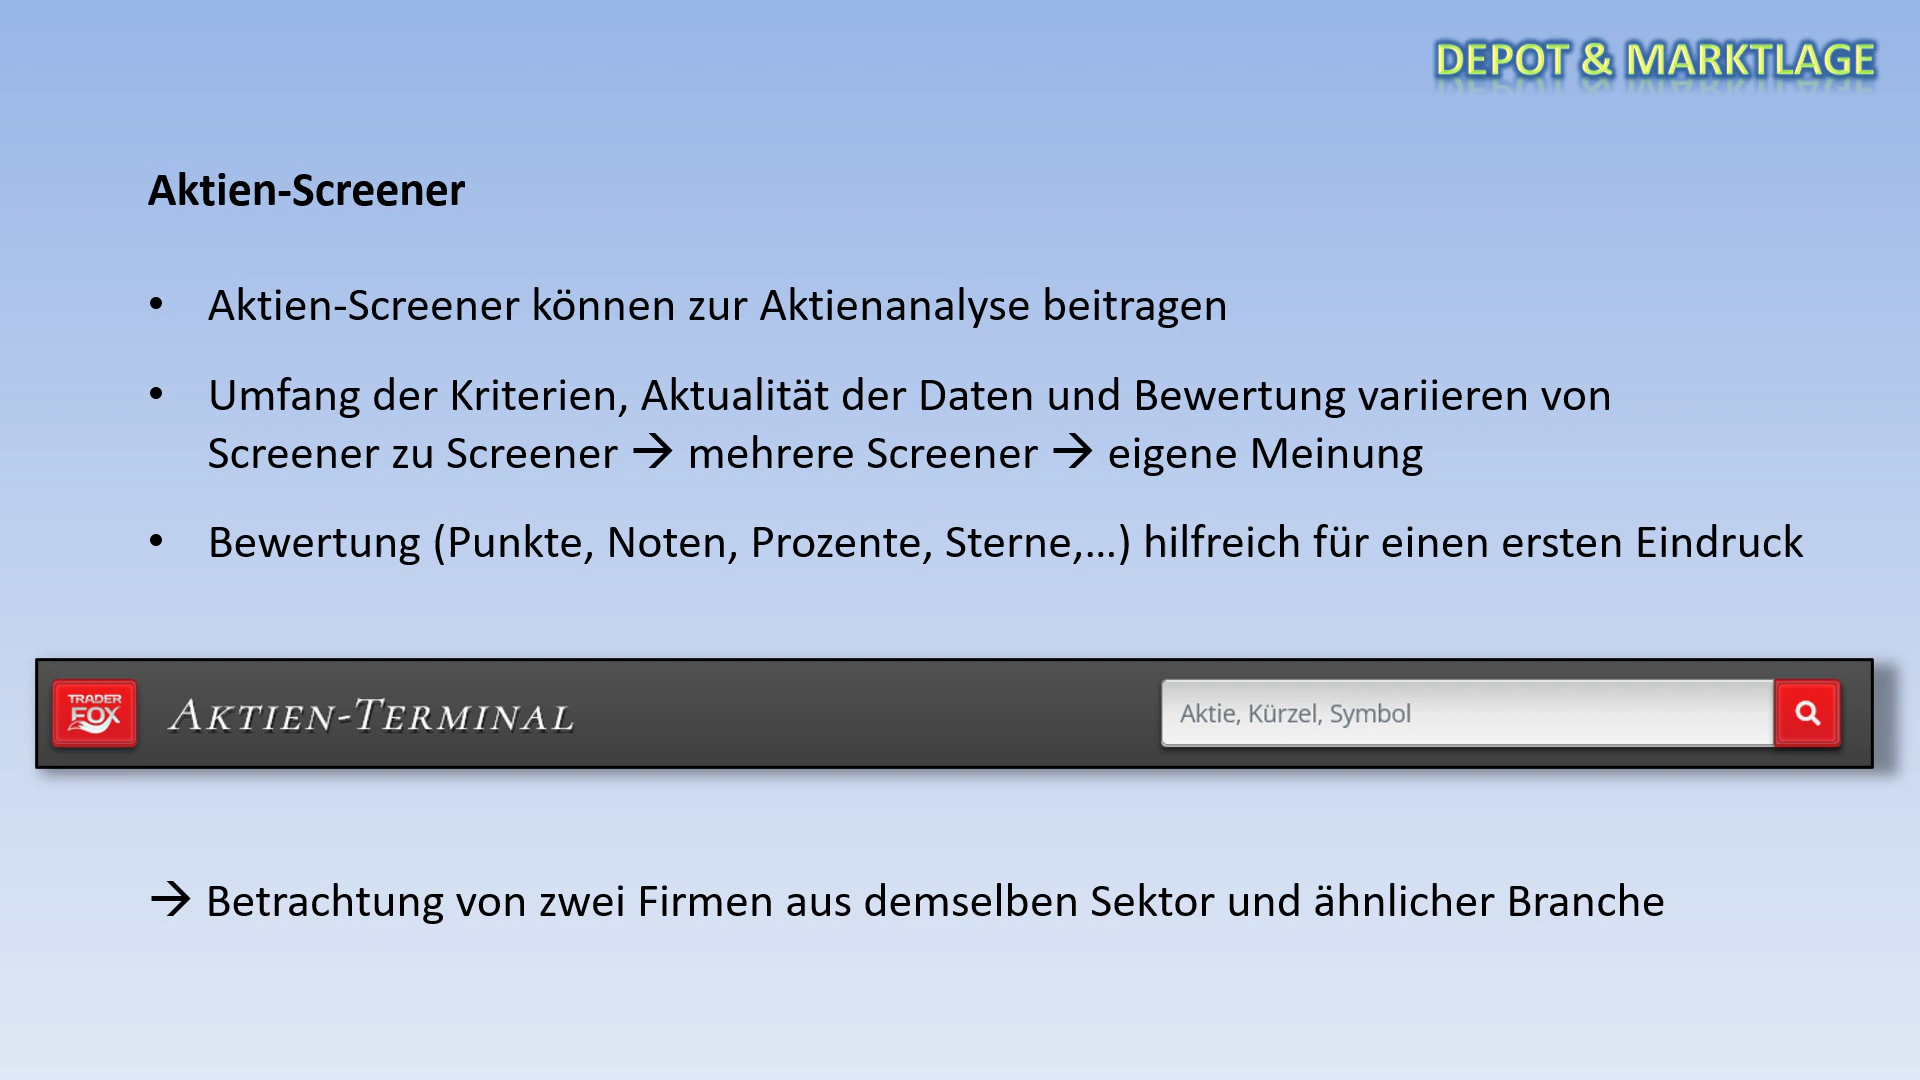 DEPOT & MARKTLAGE
Aktien-Screener
• Aktien-Screener können zur Aktienanalyse beitragen
• Umfang der Kriterien, Aktualität der Daten und Bewertung variieren von
Screener zu Screener → mehrere Screener → eigene Meinung
• Bewertung (Punkte, Noten, Prozente, Sterne,...) hilfreich für einen ersten Eindruck
TRADER
FOX
AKTIEN-TERMINAL
Aktie, Kürzel, Symbol
→ Betrachtung von zwei Firmen aus demselben Sektor und ähnlicher Branche